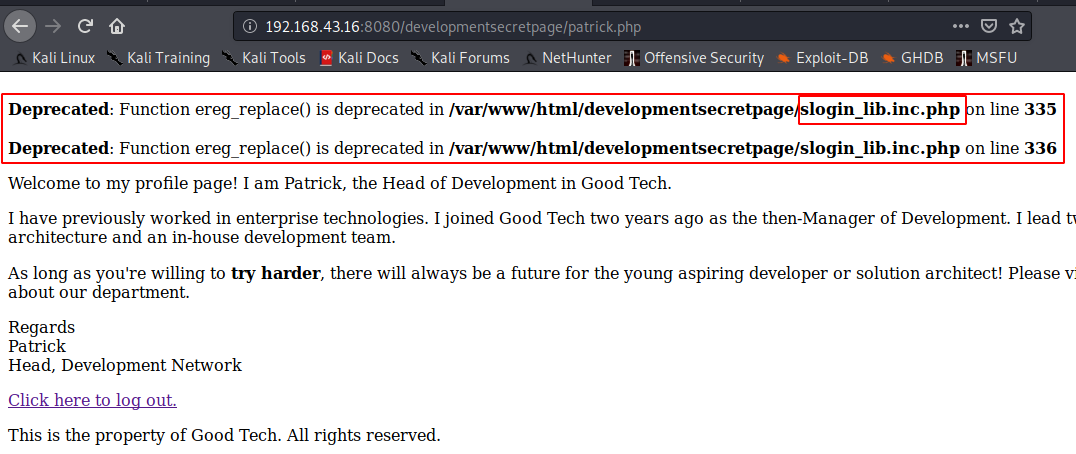 192.168.43.16:8080/developmentsecretpage/patrick.php
Kali Linux Kali Training Kali Tools Kali Docs Kali Forums NetHunter Offensive Security Exploit-DB GHDB MSFU
Deprecated: Function ereg_replace() is deprecated in /var/www/html/developmentsecretpage/slogin_lib.inc.php on line 335
Deprecated: Function ereg_replace() is deprecated in /var/www/html/developmentsecretpage/slogin_lib.inc.php on line 336
Welcome to my profile page! I am Patrick, the Head of Development in Good Tech.
I have previously worked in enterprise technologies. I joined Good Tech two years ago as the then-Manager of Development. I lead
architecture and an in-house development team.
As long as you're willing to try harder, there will always be a future for the young aspiring developer or solution architect! Please
about our department.
Regards
Patrick
Head, Development Network
Click here to log out.
This is the property of Good Tech. All rights reserved.